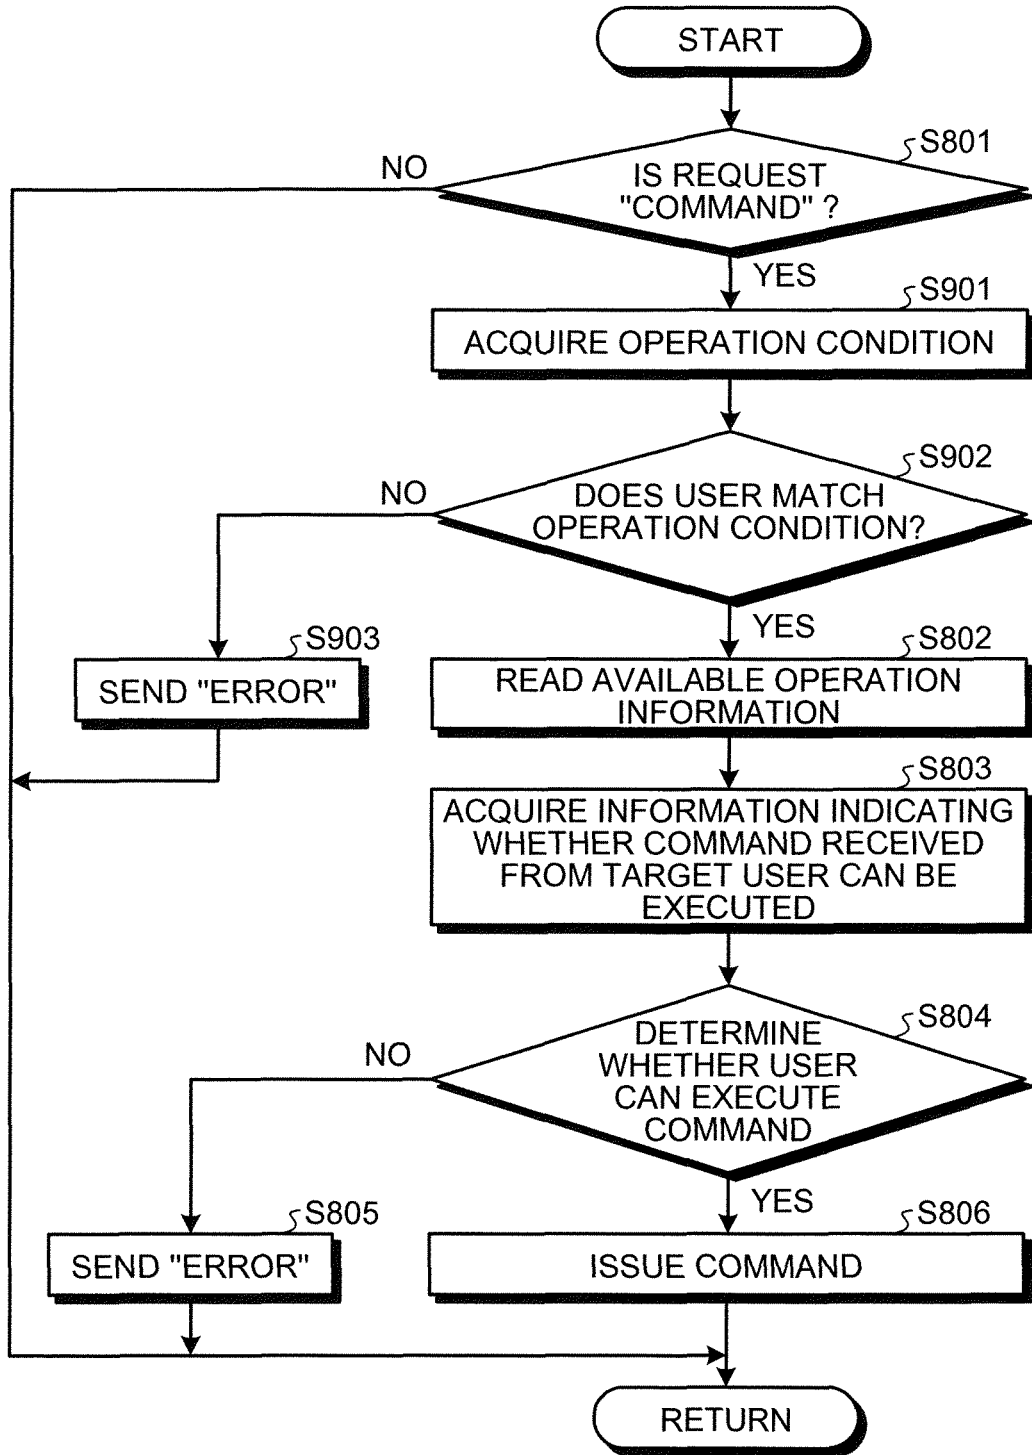 START
S801
NO
IS REQUEST
"COMMAND" ?
YES
S901
ACQUIRE OPERATION CONDITION
S902
NO
DOES USER MATCH
OPERATION CONDITION?
YES
S903
SEND "ERROR"
S802
READ AVAILABLE OPERATION
INFORMATION
S803
ACQUIRE INFORMATION INDICATING
WHETHER COMMAND RECEIVED
FROM TARGET USER CAN BE
EXECUTED
S804
NO
DETERMINE
WHETHER USER
CAN EXECUTE
COMMAND
YES
S805
SEND "ERROR"
S806
ISSUE COMMAND
RETURN